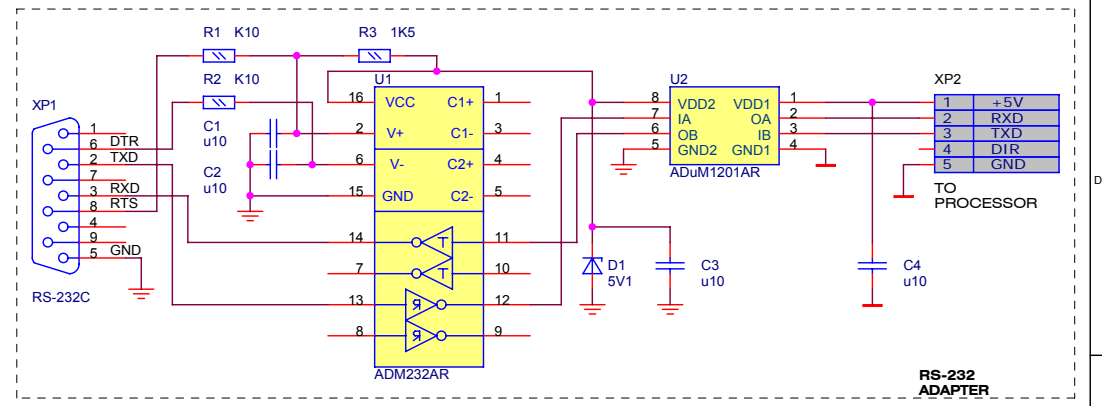 R1 K10
R3 1K5
R2 K10
XP1
1
6 DTR
2 TXD
7
3 RXD
8 RTS
4
9
5 GND
RS-232C
C1
u10
C2
u10
U1
16 VCC C1+ 1
2 V+ C1- 3
6 V- C2+ 4
15 GND C2- 5
14 T 11
7 T 10
13 R 12
8 R 9
ADM232AR
U2
8 VDD2 VDD1 1
7 IA OA 2
6 OB IB 3
5 GND2 GND1 4
ADuM1201AR
D1
5V1
C3
u10
C4
u10
XP2
1 +5V
2 RXD
3 TXD
4 DIR
5 GND
TO
PROCESSOR
RS-232
ADAPTER
D